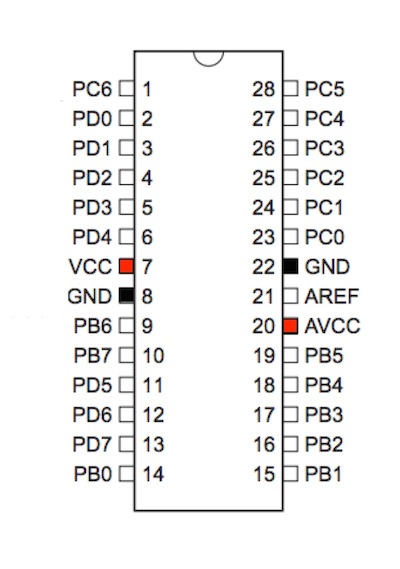 PC6 1 28 PC5
PD0 2 27 PC4
PD1 3 26 PC3
PD2 4 25 PC2
PD3 5 24 PC1
PD4 6 23 PC0
VCC 7 22 GND
GND 8 21 AREF
PB6 9 20 AVCC
PB7 10 19 PB5
PD5 11 18 PB4
PD6 12 17 PB3
PD7 13 16 PB2
PB0 14 15 PB1